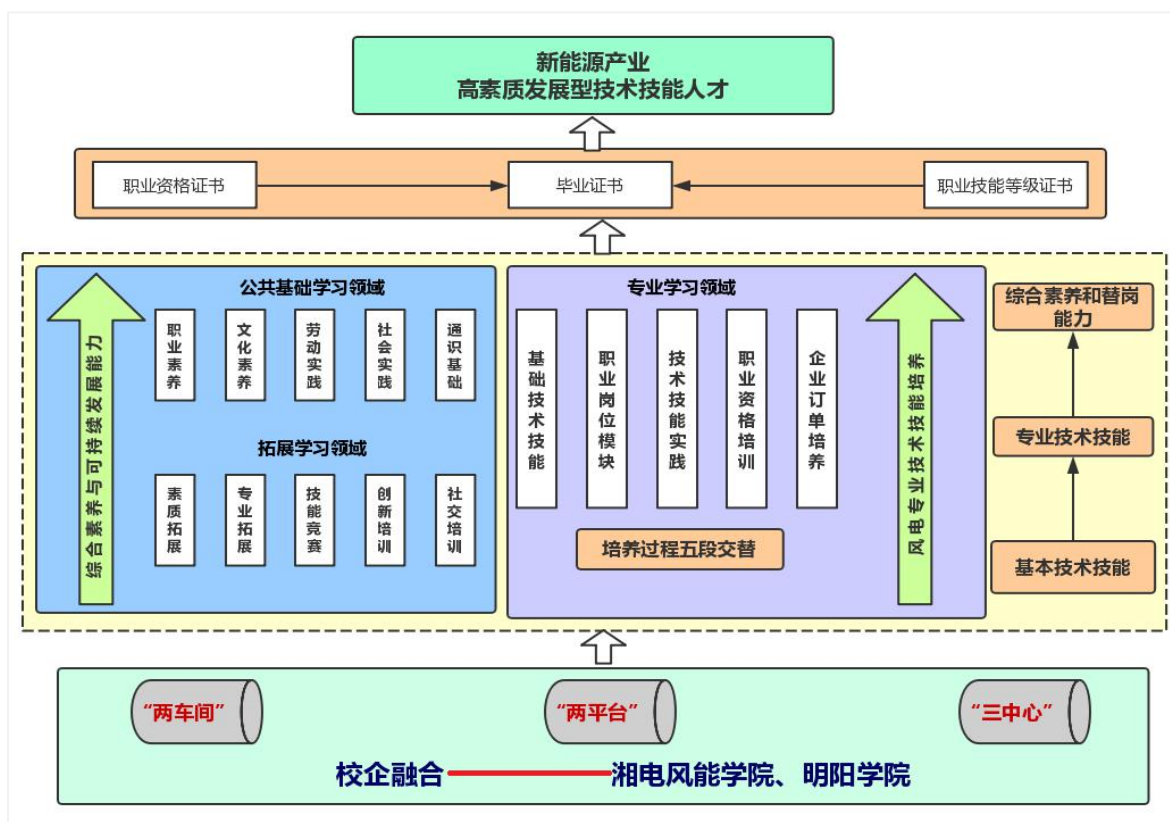 新能源产业
高素质发展型技术技能人才
职业资格证书
毕业证书
职业技能等级证书
综合素养与可持续发展能力
公共基础学习领域
职业素养
文化素养
劳动实践
社会实践
通识基础
拓展学习领域
素质拓展
专业拓展
技能竞赛
创新培训
社交培训
专业学习领域
基础技术技能
职业岗位模块
技术技能实践
职业资格培训
企业订单培养
培养过程五段交替
风电专业技术技能培养
综合素养和替岗
能力
专业技术技能
基本技术技能
“两车间”
“两平台”
“三中心”
校企融合
湘电风能学院、明阳学院